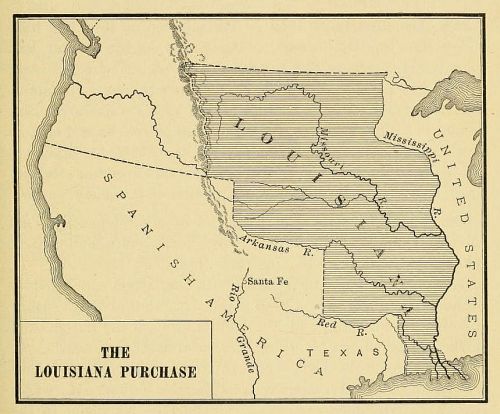 LOUISIANA
Missouri
R.
Mississippi
R.
UNITED STATES
SPANISH AMERICA
Arkansas R.
Santa Fe
Rio
Grande
Red R.
TEXAS
THE
LOUISIANA PURCHASE